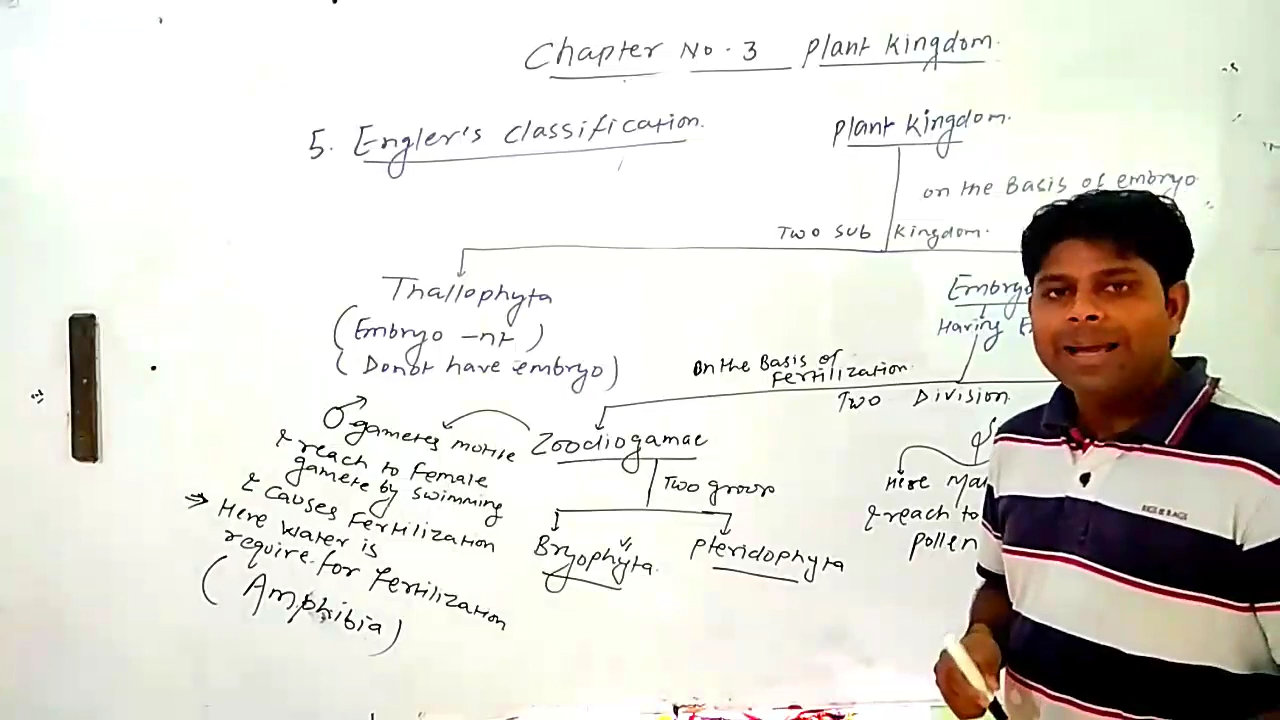 Chapter No. 3 Plant Kingdom.
5. Engler's classification.
Plant Kingdom.
on the Basis of embryo
Two sub Kingdom.
Thallophyta
(Embryo -nt)
(Donot have embryo)
Embryo
Having
on the Basis of
Fertilization.
Two Division
Zoodiogamae
♂ gametes motile
& reach to Female
gamete by swimming
& causes Fertilization
⇒ Here water is
require for Fertilization
(Amphibia)
Two group
Bryophyta.
Pteridophyta
Here
& reach to
pollen